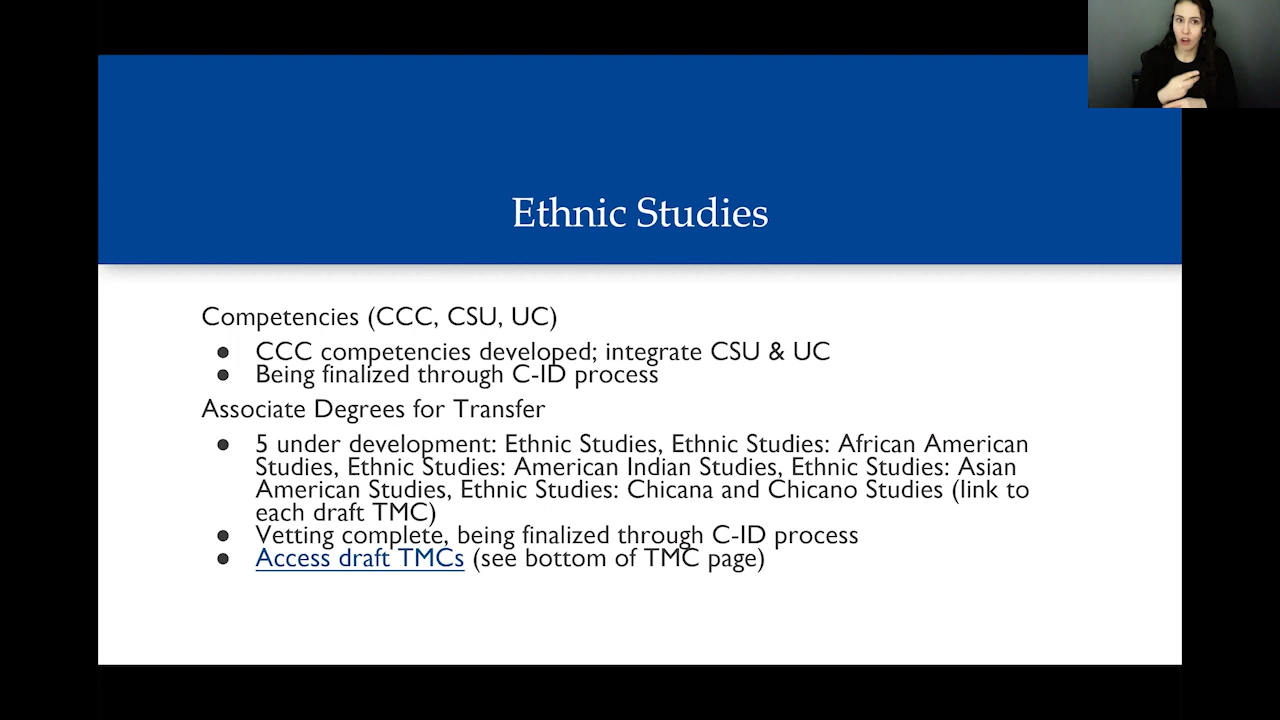 Ethnic Studies
Competencies (CCC, CSU, UC)
● CCC competencies developed; integrate CSU & UC
● Being finalized through C-ID process
Associate Degrees for Transfer
● 5 under development: Ethnic Studies, Ethnic Studies: African American
Studies, Ethnic Studies: American Indian Studies, Ethnic Studies: Asian
American Studies, Ethnic Studies: Chicana and Chicano Studies (link to
each draft TMC)
● Vetting complete, being finalized through C-ID process
● Access draft TMCs (see bottom of TMC page)